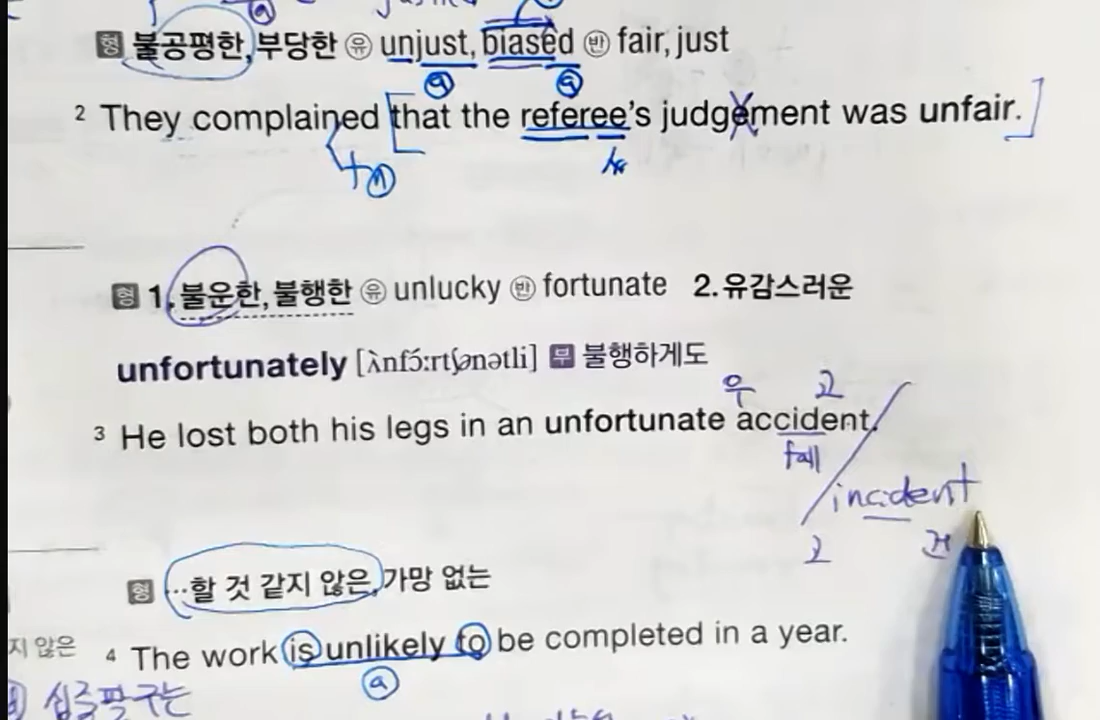 형 불공평한, 부당한 유 unjust, biased 반 fair, just
ⓐ ⓐ
2 They complained [that the referee's judgement was unfair.]
+ⓝ
형 1. 불운한, 불행한 유 unlucky 반 fortunate 2. 유감스러운
unfortunately [ʌ̀nfɔ́ːrtʃənətli] 부 불행하게도
3 He lost both his legs in an unfortunate accident.
fall
incident
형 …할 것 같지 않은, 가망 없는
지 않은 4 The work is unlikely to be completed in a year.
ⓐ